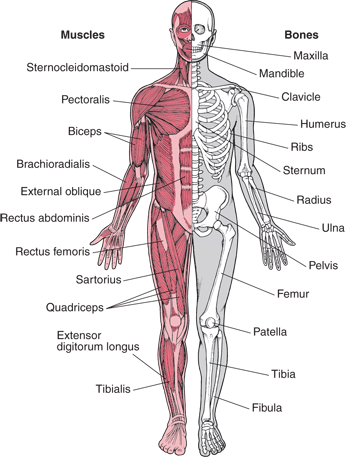 Muscles
Sternocleidomastoid
Pectoralis
Biceps
Brachioradialis
External oblique
Rectus abdominis
Rectus femoris
Sartorius
Quadriceps
Extensor
digitorum longus
Tibialis
Bones
Maxilla
Mandible
Clavicle
Humerus
Ribs
Sternum
Radius
Ulna
Pelvis
Femur
Patella
Tibia
Fibula